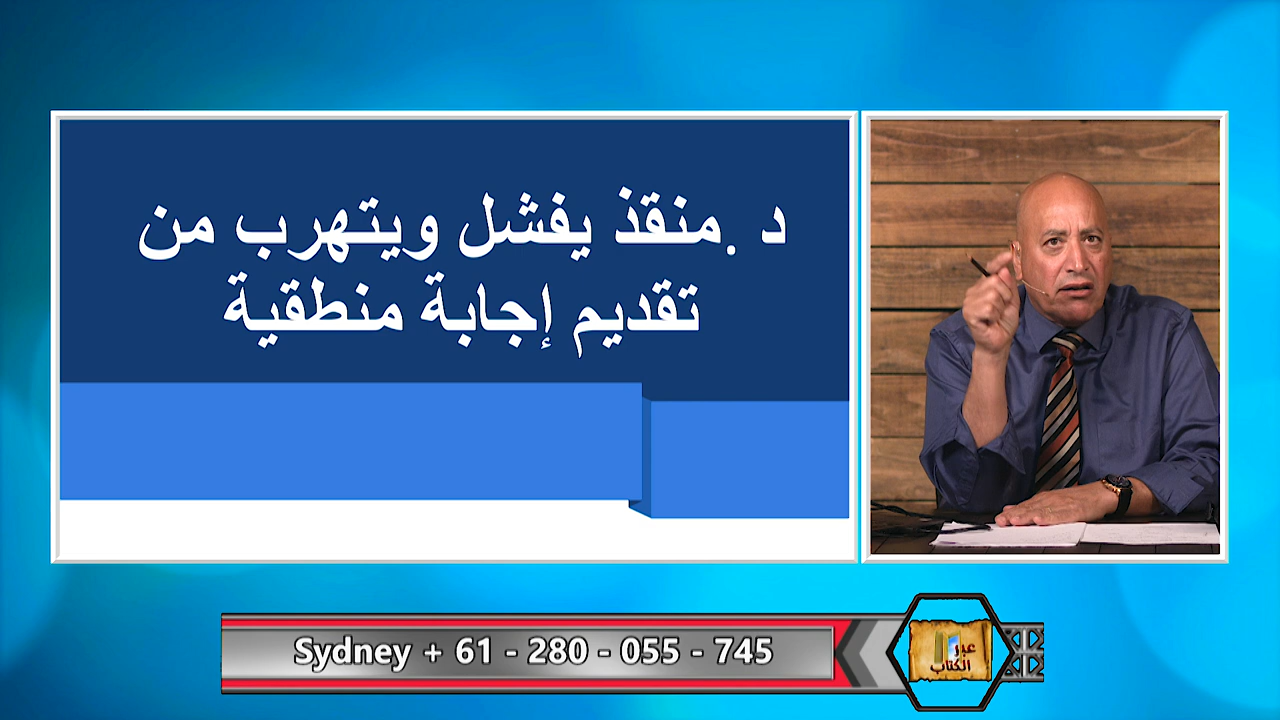 د .منقذ يفشل ويتهرب من
تقديم إجابة منطقية
Sydney + 61 - 280 - 055 - 745
عبر
الكتاب